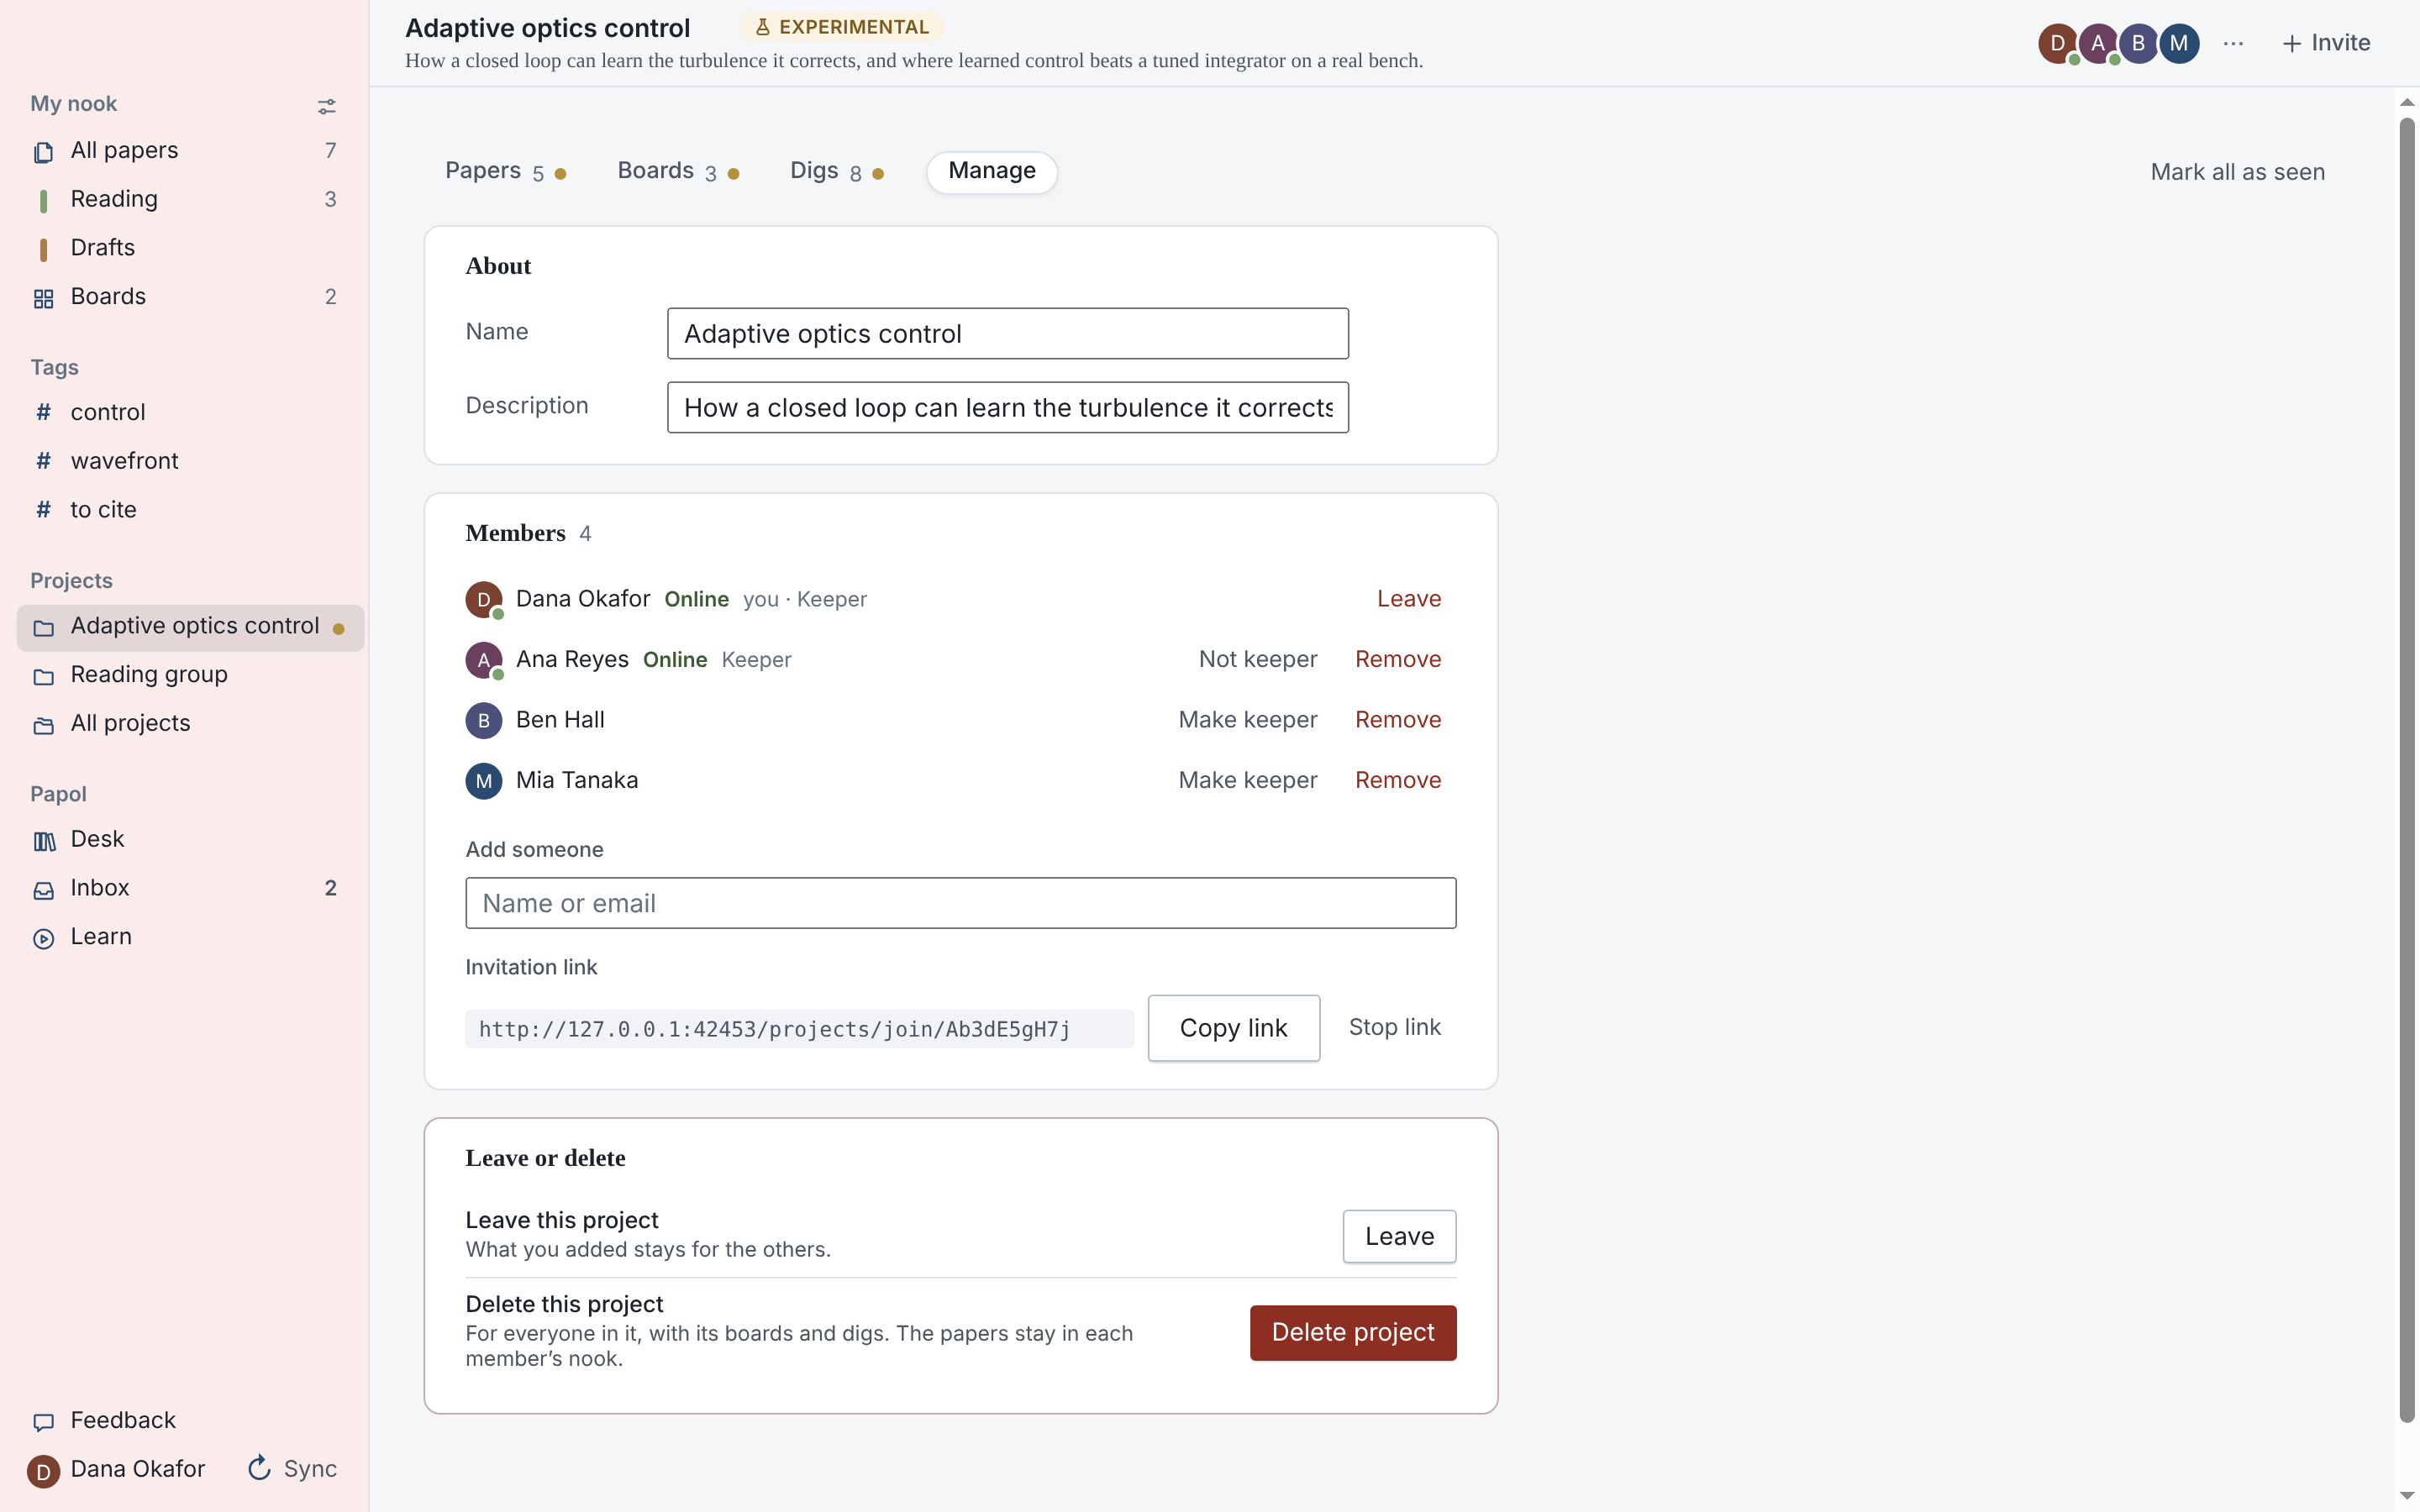 My nook
All papers 7
Reading 3
Drafts
Boards 2
Tags
# control
# wavefront
# to cite
Projects
Adaptive optics control
Reading group
All projects
Papol
Desk
Inbox 2
Learn
Feedback
D Dana Okafor Sync
Adaptive optics control EXPERIMENTAL
How a closed loop can learn the turbulence it corrects, and where learned control beats a tuned integrator on a real bench.
D A B M ··· + Invite
Papers 5 Boards 3 Digs 8 Manage Mark all as seen
About
Name Adaptive optics control
Description How a closed loop can learn the turbulence it corrects
Members 4
D Dana Okafor Online you · Keeper Leave
A Ana Reyes Online Keeper Not keeper Remove
B Ben Hall Make keeper Remove
M Mia Tanaka Make keeper Remove
Add someone
Name or email
Invitation link
http://127.0.0.1:42453/projects/join/Ab3dE5gH7j Copy link Stop link
Leave or delete
Leave this project
What you added stays for the others.
Leave
Delete this project
For everyone in it, with its boards and digs. The papers stay in each
member’s nook.
Delete project